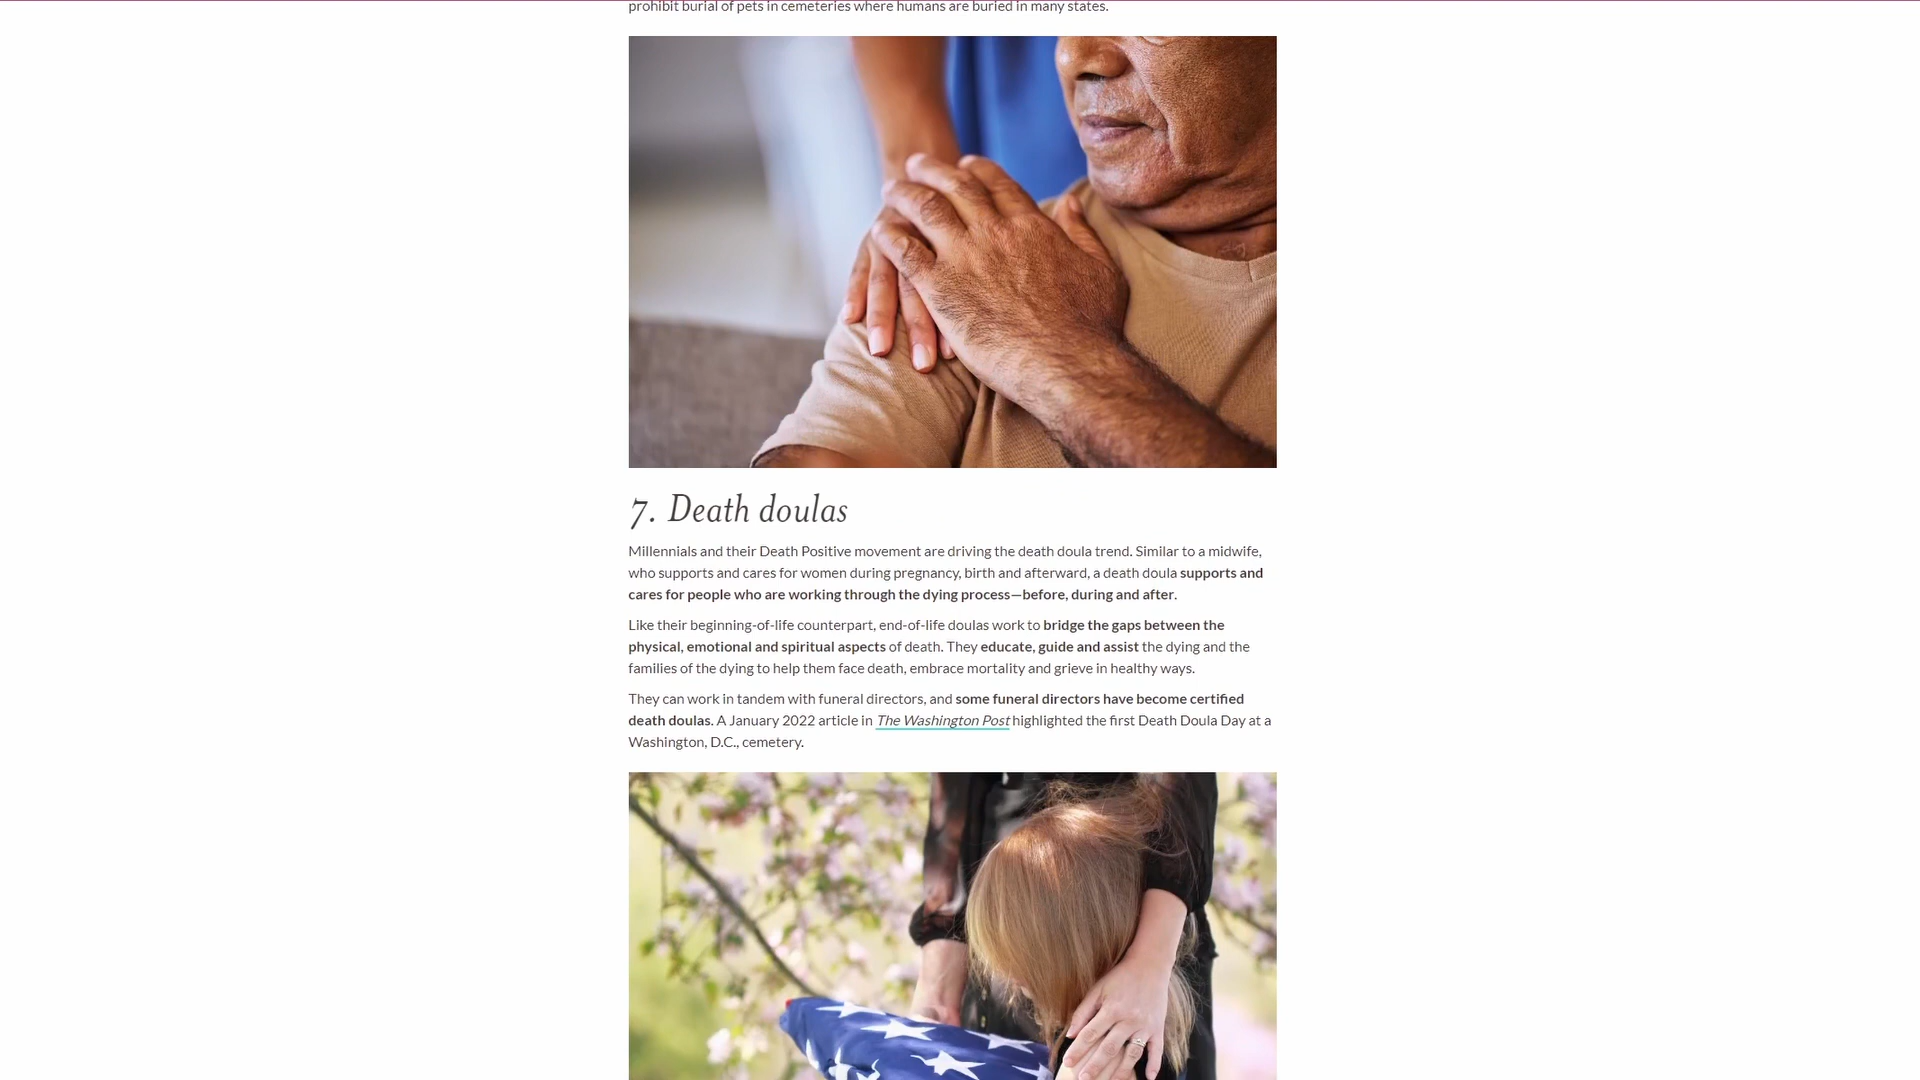 prohibit burial of pets in cemeteries where humans are buried in many states.
7. Death doulas
Millennials and their Death Positive movement are driving the death doula trend. Similar to a midwife,
who supports and cares for women during pregnancy, birth and afterward, a death doula supports and
cares for people who are working through the dying process—before, during and after.
Like their beginning-of-life counterpart, end-of-life doulas work to bridge the gaps between the
physical, emotional and spiritual aspects of death. They educate, guide and assist the dying and the
families of the dying to help them face death, embrace mortality and grieve in healthy ways.
They can work in tandem with funeral directors, and some funeral directors have become certified
death doulas. A January 2022 article in The Washington Post highlighted the first Death Doula Day at a
Washington, D.C., cemetery.